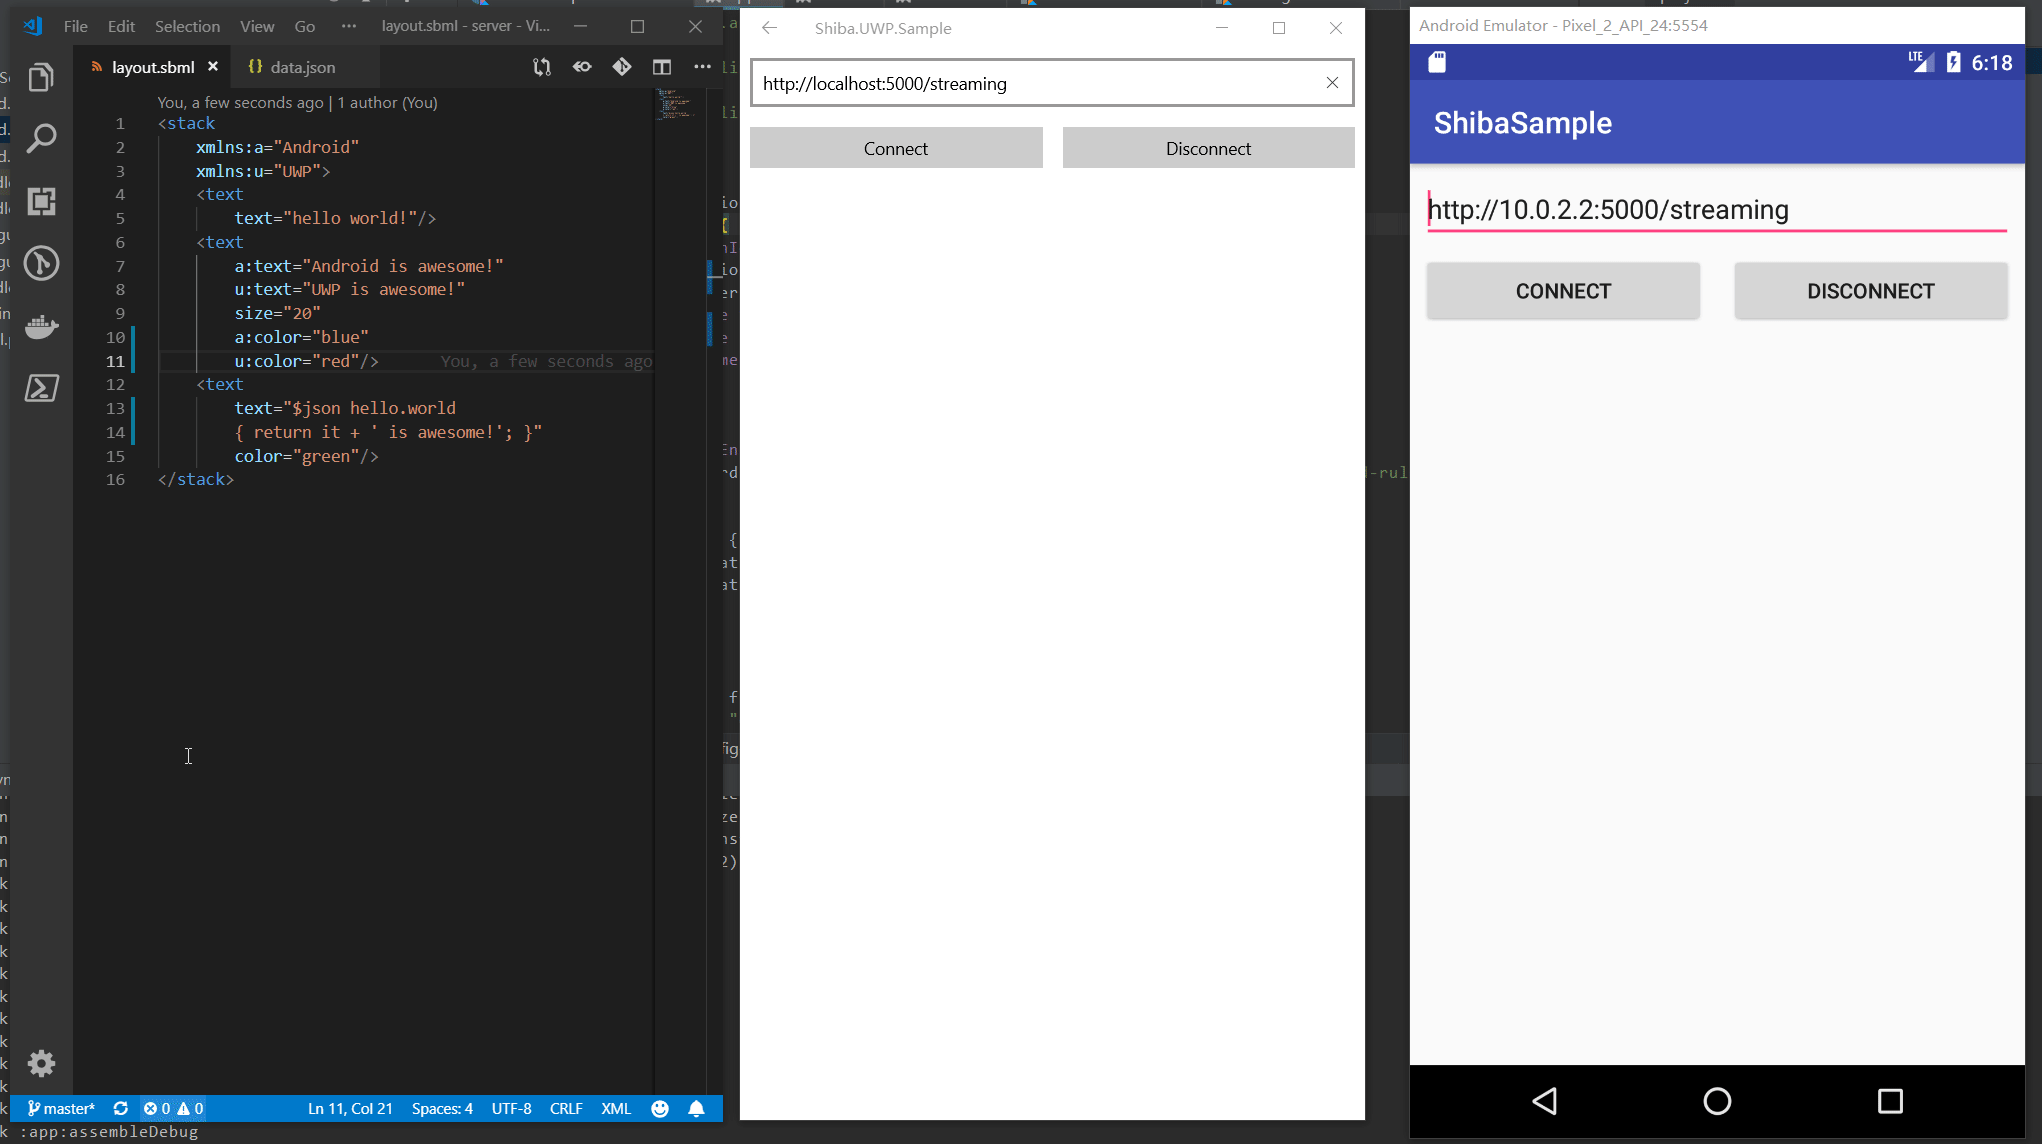 File Edit Selection View Go ··· layout.sbml - server - Vi...
layout.sbml data.json
You, a few seconds ago | 1 author (You)
1 <stack
2 xmlns:a="Android"
3 xmlns:u="UWP">
4 <text
5 text="hello world!"/>
6 <text
7 a:text="Android is awesome!"
8 u:text="UWP is awesome!"
9 size="20"
10 a:color="blue"
11 u:color="red"/> You, a few seconds ago
12 <text
13 text="$json hello.world
14 { return it + ' is awesome!'; }"
15 color="green"/>
16 </stack>
master* 0 0 Ln 11, Col 21 Spaces: 4 UTF-8 CRLF XML
:app:assembleDebug
Shiba.UWP.Sample
http://localhost:5000/streaming
Connect Disconnect
Android Emulator - Pixel_2_API_24:5554
LTE 6:18
ShibaSample
http://10.0.2.2:5000/streaming
CONNECT DISCONNECT